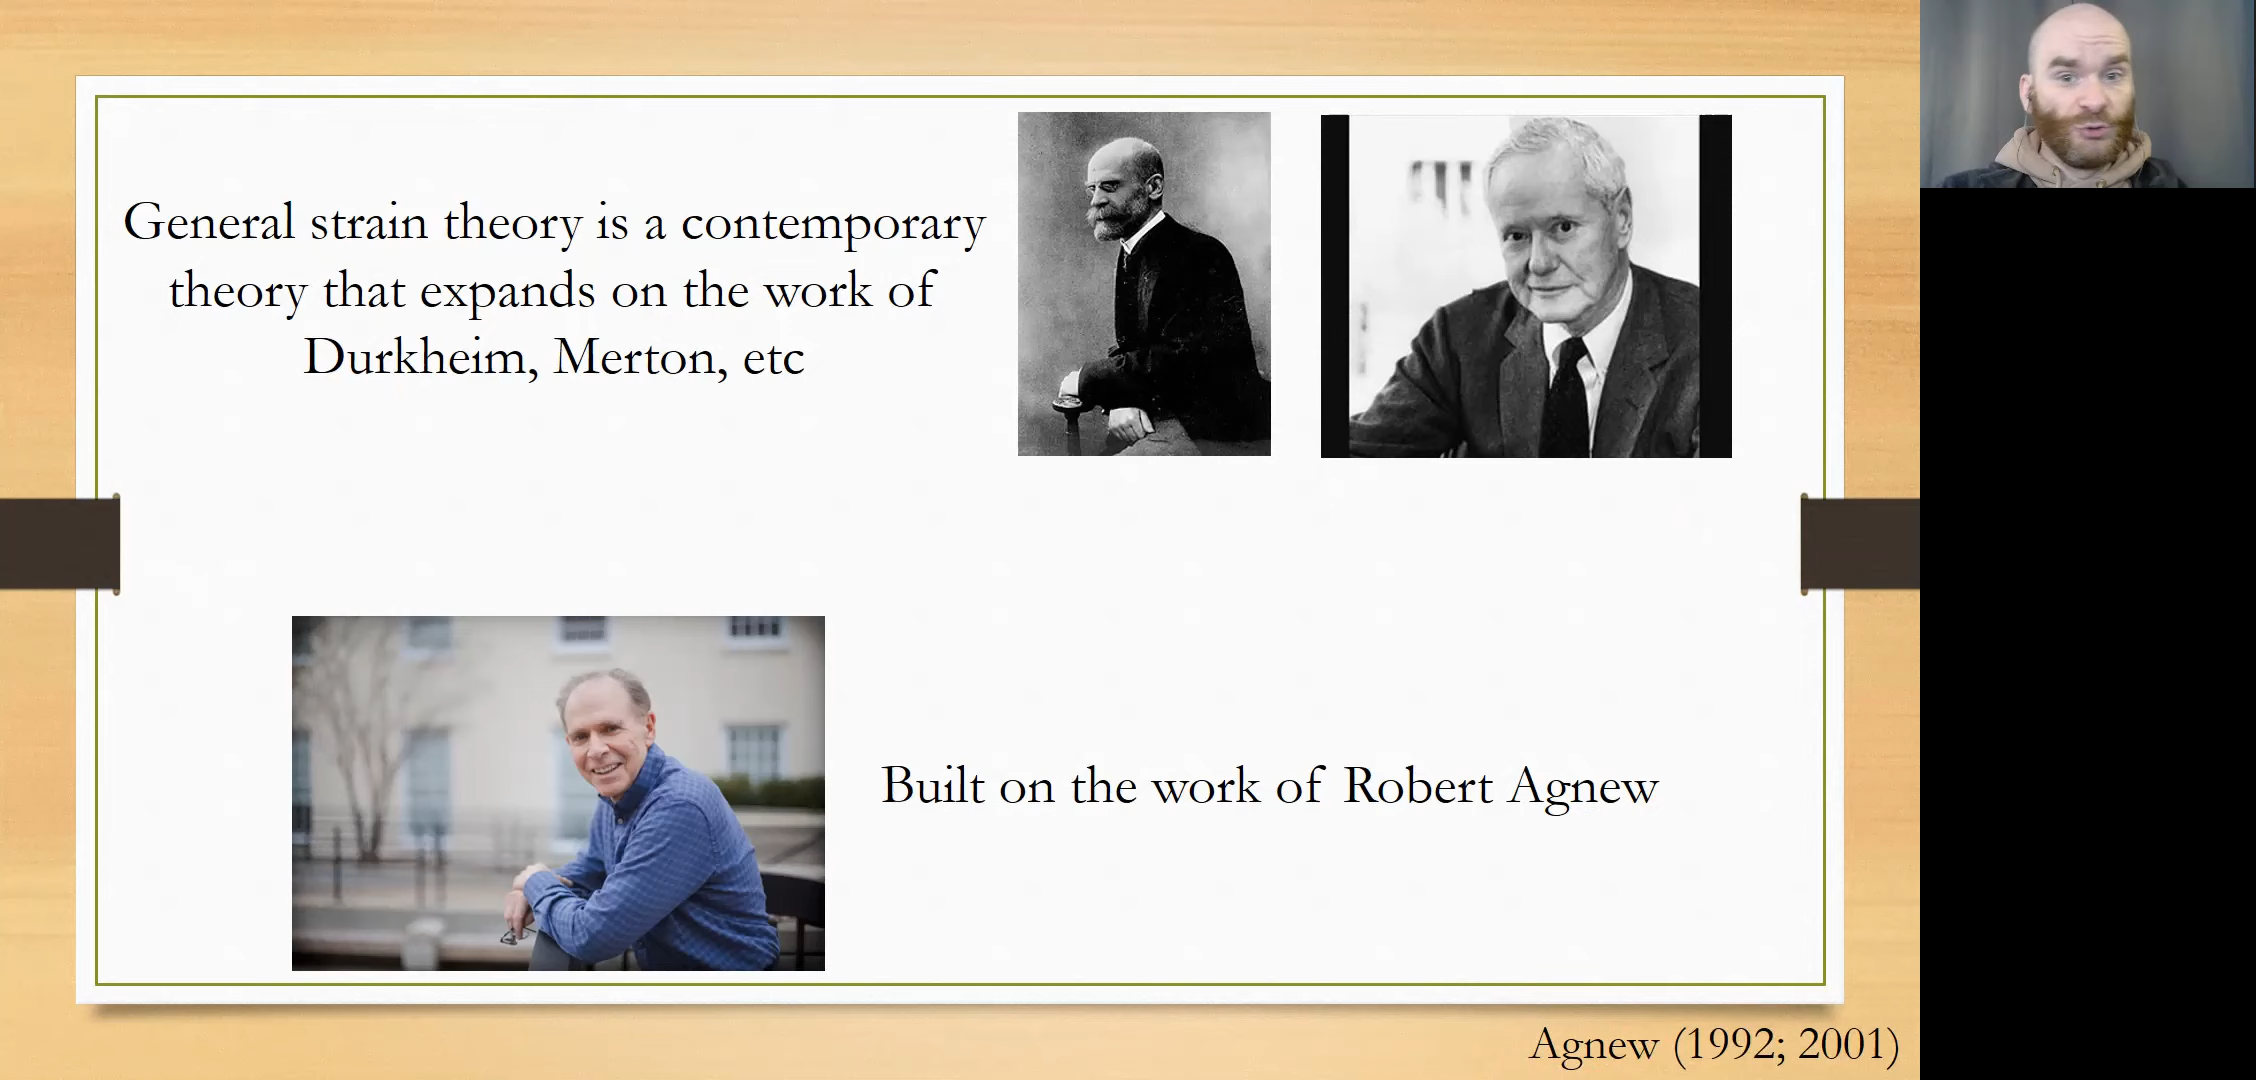 General strain theory is a contemporary
theory that expands on the work of
Durkheim, Merton, etc
Built on the work of Robert Agnew
Agnew (1992; 2001)